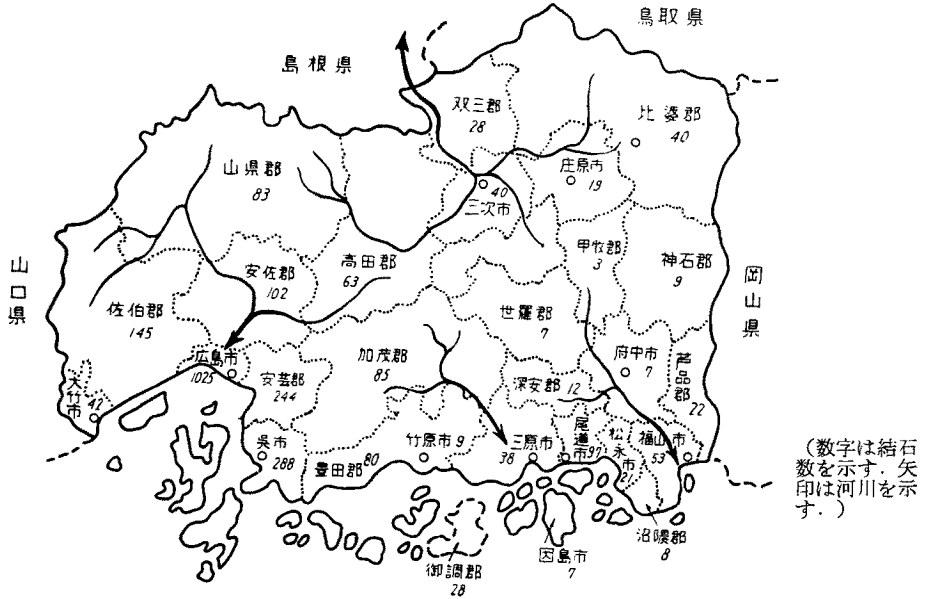 鳥取県
島根県
双三郡
28
比婆郡
40
山県郡
83
庄原市
19
40
三次市
甲奴郡
3
神石郡
9
高田郡
63
安佐郡
102
山口県
岡山県
佐伯郡
145
世羅郡
7
府中市
7
芦品郡
22
広島市
1025
加茂郡
85
安芸郡
244
深安郡 12
大竹市
42
呉市
288
豊田郡 80
竹原市 9
三原市
38
尾道市
97
松永市
21
福山市
53
沼隈郡
8
因島市
7
御調郡
28
(数字は結石
数を示す.矢
印は河川を示
す.)